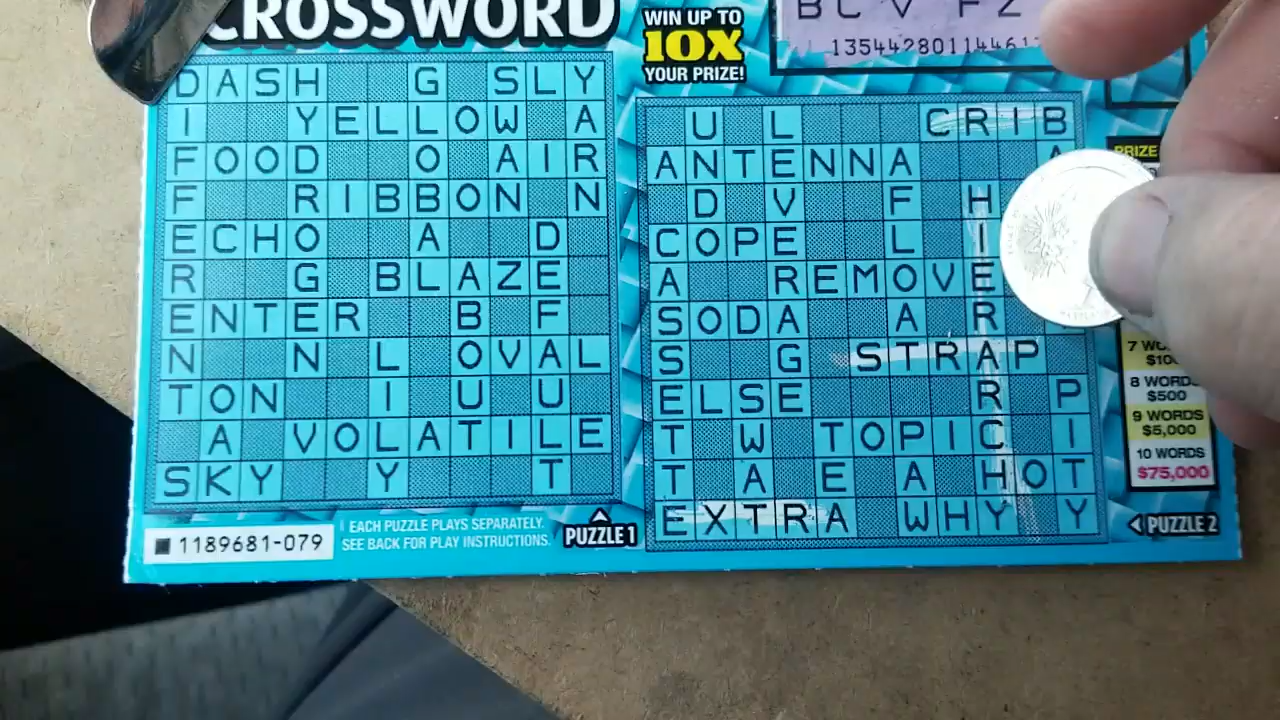 CROSSWORD
WIN UP TO
10X
YOUR PRIZE!
BC V FZ
DASH G SLY
I YELLOW A
FOOD O AIR
F RIBBON N
ECHO A D
R G BLAZE
ENTER B F
N N L OVAL
TON I U U
A VOLATILE
SKY Y T
1189681-079
EACH PUZZLE PLAYS SEPARATELY.
SEE BACK FOR PLAY INSTRUCTIONS.
PUZZLE 1
U L CRIB
ANTENNA A
D V F H
COPE L I
A REMOVE
SODA A R
S G STRAP
ELSE R P
T W TOPIC I
T A E A HOT
EXTRA WHY Y
PUZZLE 2
PRIZE
8 WORDS
$500
9 WORDS
$5,000
10 WORDS
$75,000